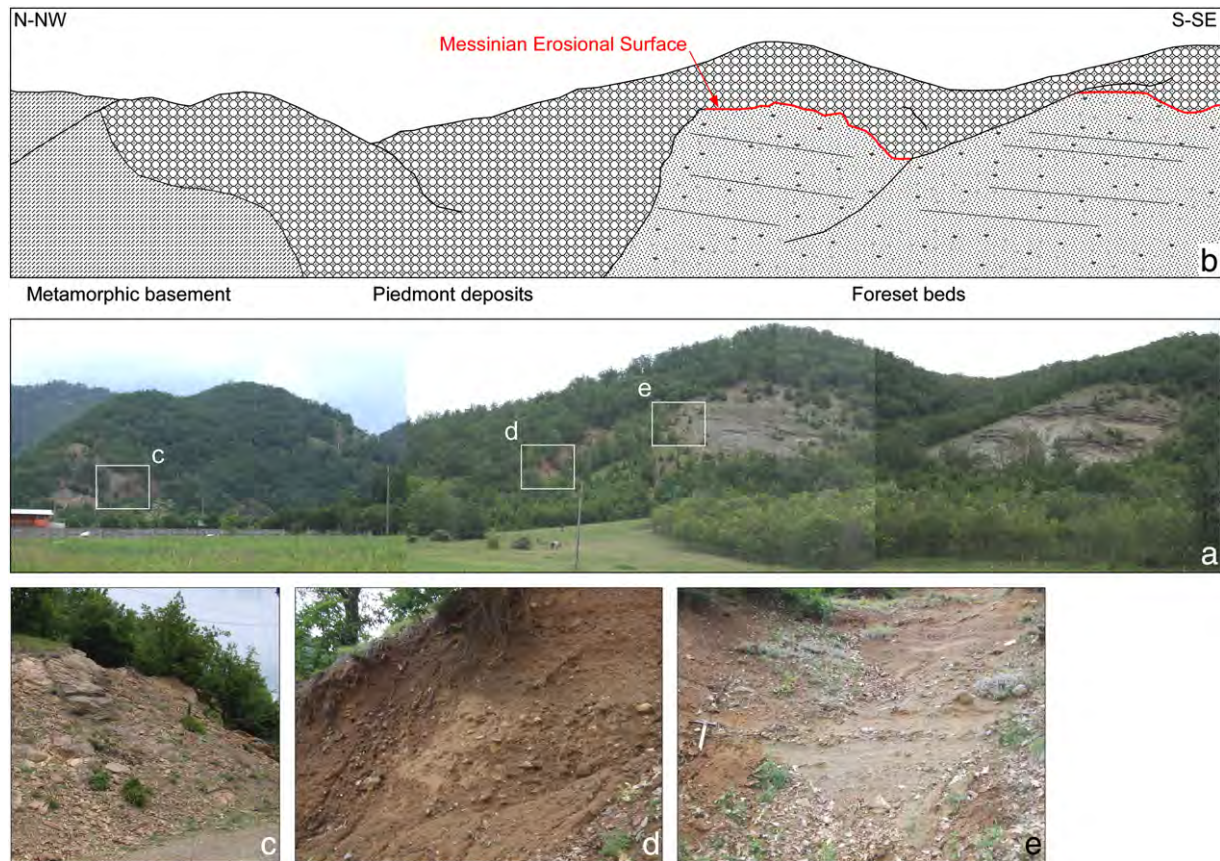 N-NW
S-SE
Messinian Erosional Surface
b
Metamorphic basement
Piedmont deposits
Foreset beds
c
d
e
a
c
d
e